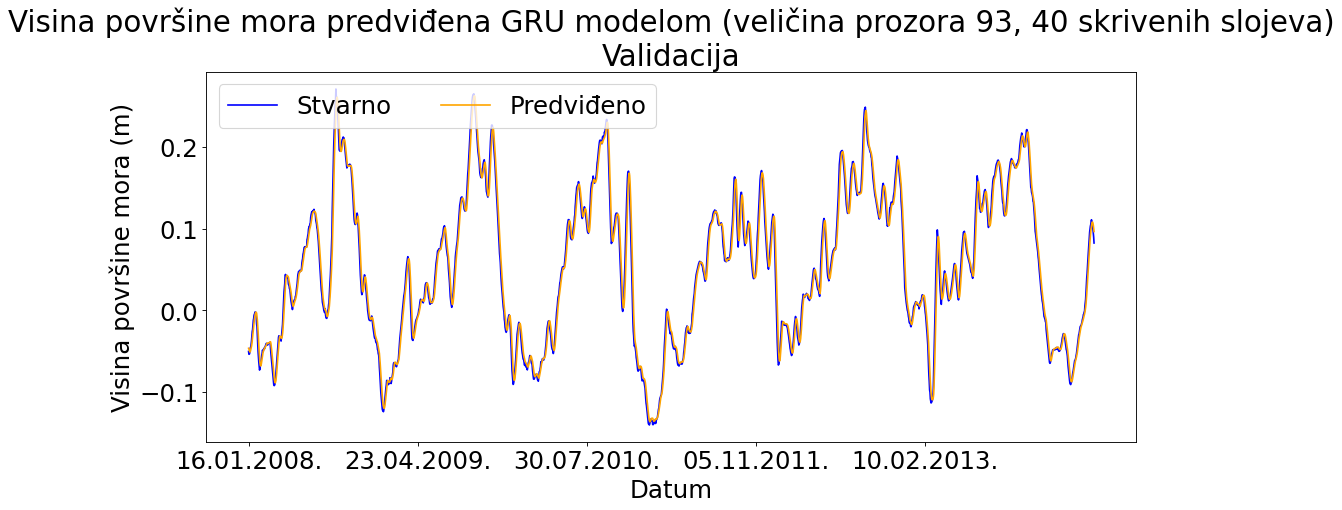 Visina površine mora predviđena GRU modelom (veličina prozora 93, 40 skrivenih slojeva)
Validacija
Stvarno
Predviđeno
Visina površine mora (m)
0.2
0.1
0.0
−0.1
16.01.2008.
23.04.2009.
30.07.2010.
05.11.2011.
10.02.2013.
Datum